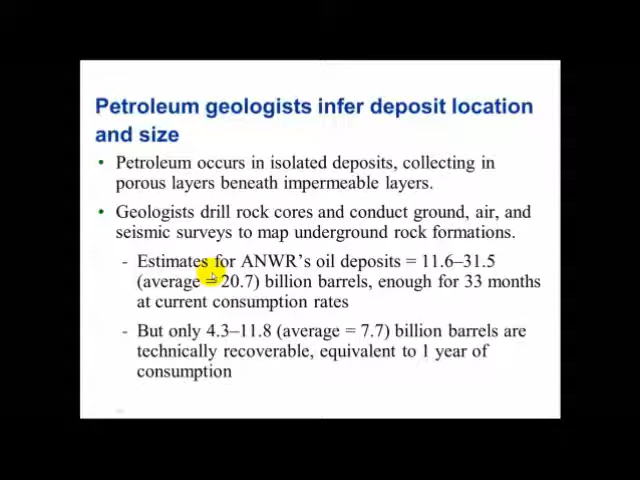 Petroleum geologists infer deposit location
and size
• Petroleum occurs in isolated deposits, collecting in
porous layers beneath impermeable layers.
• Geologists drill rock cores and conduct ground, air, and
seismic surveys to map underground rock formations.
- Estimates for ANWR's oil deposits = 11.6–31.5
(average = 20.7) billion barrels, enough for 33 months
at current consumption rates
- But only 4.3–11.8 (average = 7.7) billion barrels are
technically recoverable, equivalent to 1 year of
consumption